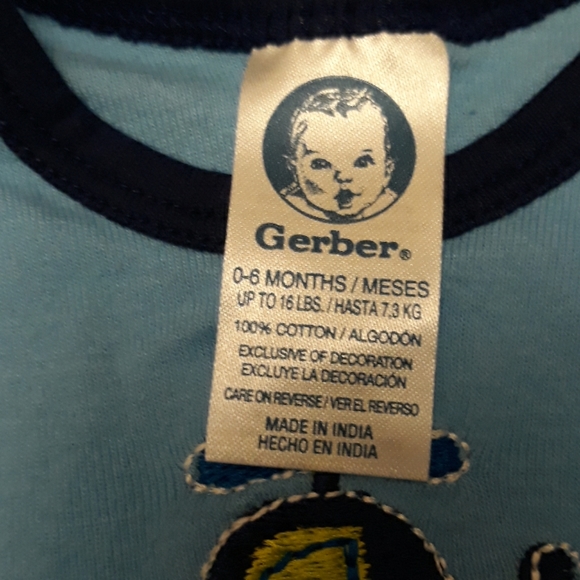 Gerber®
0-6 MONTHS / MESES
UP TO 16 LBS. / HASTA 7.3 KG
100% COTTON / ALGODÓN
EXCLUSIVE OF DECORATION
EXCLUYE LA DECORACIÓN
CARE ON REVERSE / VER EL REVERSO
MADE IN INDIA
HECHO EN INDIA